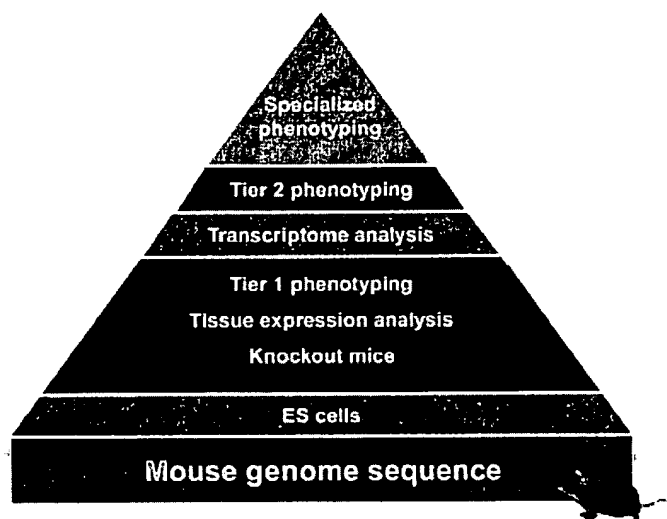 Specialized
phenotyping
Tier 2 phenotyping
Transcriptome analysis
Tier 1 phenotyping
Tissue expression analysis
Knockout mice
ES cells
Mouse genome sequence